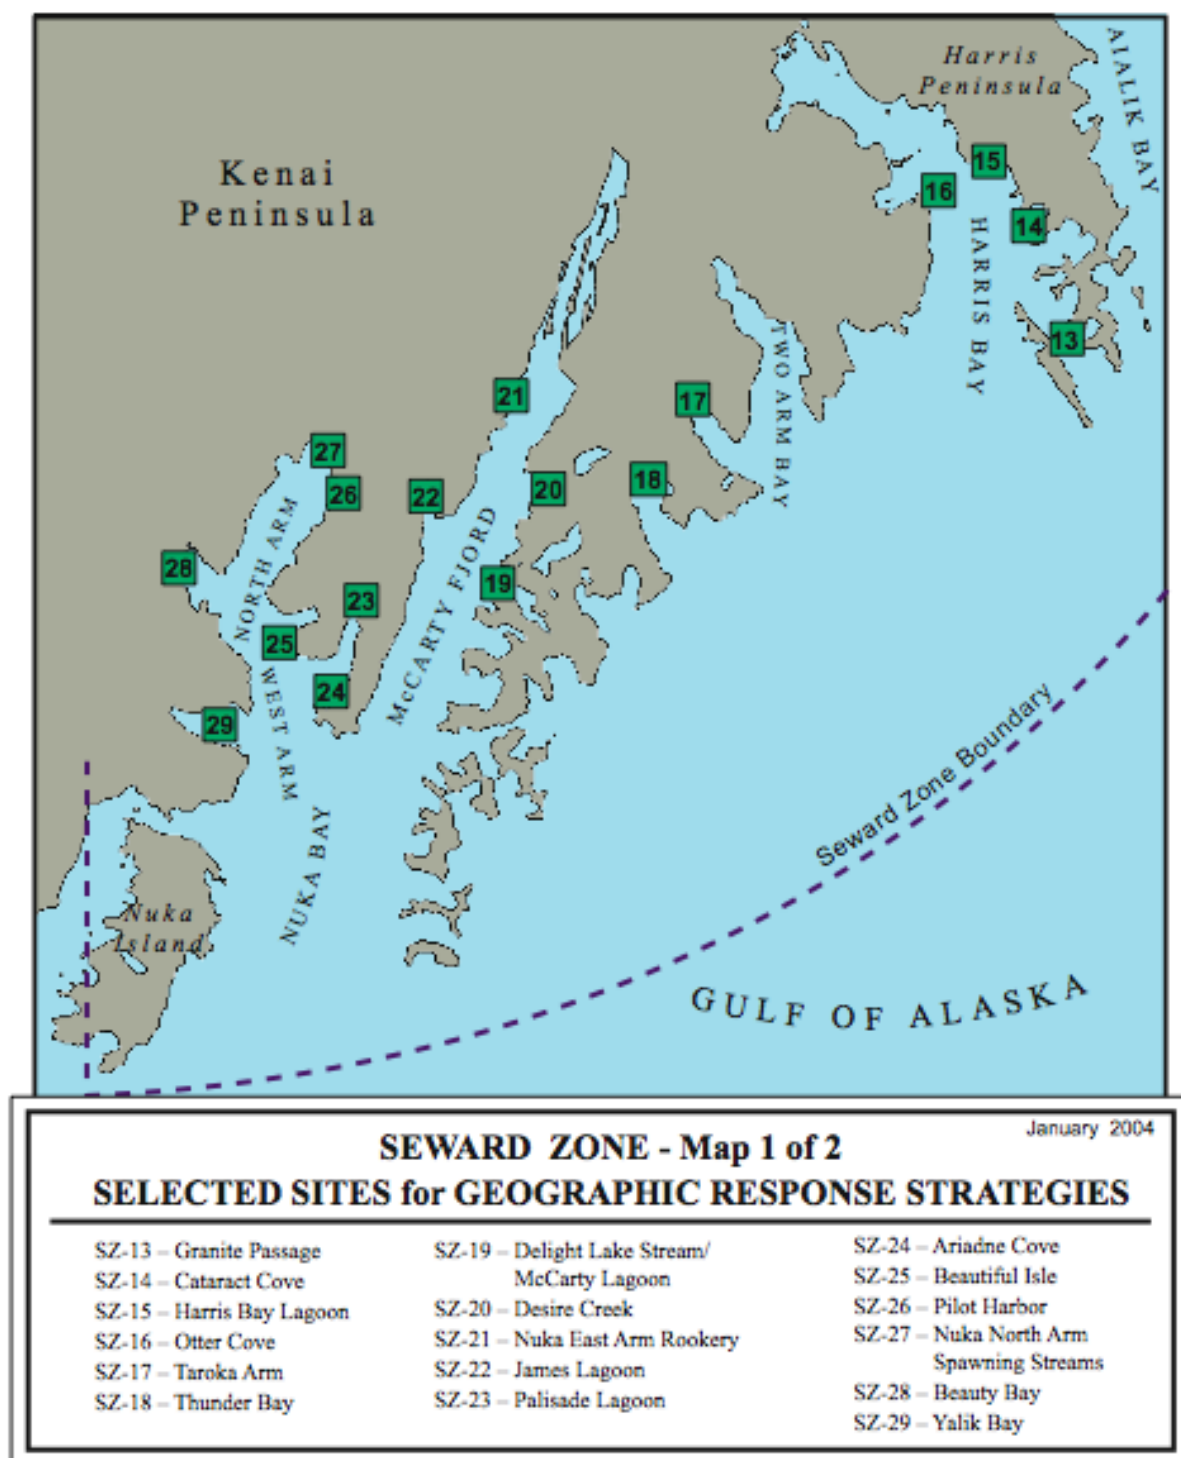 Harris
Peninsula
AIALIK BAY
Kenai
Peninsula
15
16
14
HARRIS BAY
13
TWO ARM BAY
21
17
27
18
26
22
20
NORTH ARM
McCARTY FJORD
28
19
23
25
24
WEST ARM
29
Seward Zone Boundary
NUKA BAY
Nuka
Island
GULF OF ALASKA
January 2004
SEWARD ZONE - Map 1 of 2
SELECTED SITES for GEOGRAPHIC RESPONSE STRATEGIES
SZ-13 – Granite Passage
SZ-14 – Cataract Cove
SZ-15 – Harris Bay Lagoon
SZ-16 – Otter Cove
SZ-17 – Taroka Arm
SZ-18 – Thunder Bay
SZ-19 – Delight Lake Stream/
McCarty Lagoon
SZ-20 – Desire Creek
SZ-21 – Nuka East Arm Rookery
SZ-22 – James Lagoon
SZ-23 – Palisade Lagoon
SZ-24 – Ariadne Cove
SZ-25 – Beautiful Isle
SZ-26 – Pilot Harbor
SZ-27 – Nuka North Arm
Spawning Streams
SZ-28 – Beauty Bay
SZ-29 – Yalik Bay